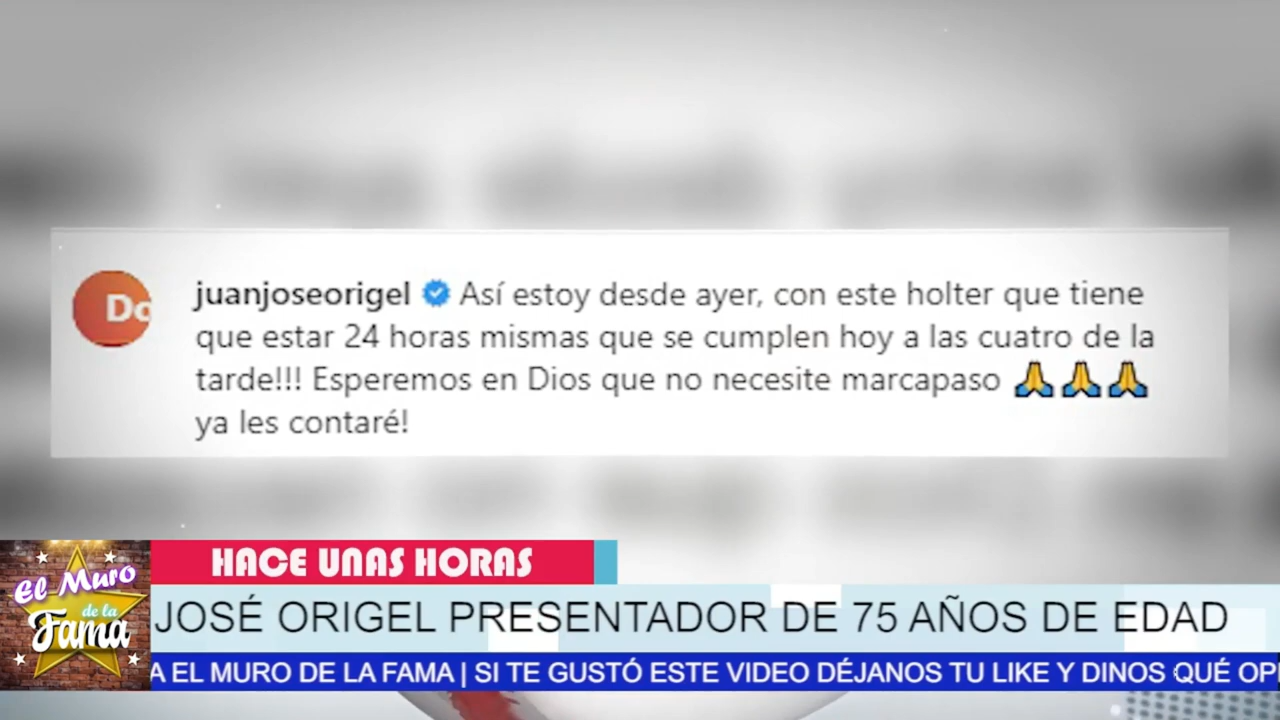 Do
juanjoseorigel Así estoy desde ayer, con este holter que tiene
que estar 24 horas mismas que se cumplen hoy a las cuatro de la
tarde!!! Esperemos en Dios que no necesite marcapaso 🙏🙏🙏
ya les contaré!
HACE UNAS HORAS
El Muro
de la
Fama
JOSÉ ORIGEL PRESENTADOR DE 75 AÑOS DE EDAD
A EL MURO DE LA FAMA | SI TE GUSTÓ ESTE VIDEO DÉJANOS TU LIKE Y DINOS QUÉ OPI